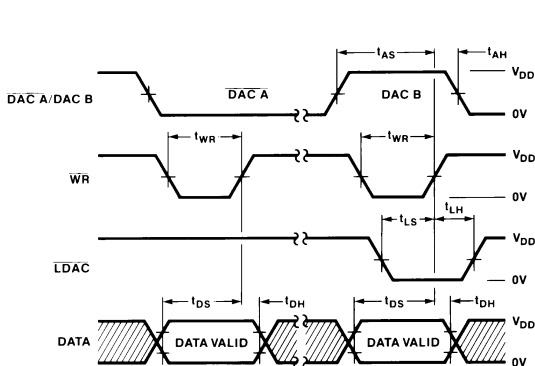 tAS tAH
VDD
DAC A/DAC B DAC A DAC B
0V
tWR tWR
VDD
WR
0V
tLS tLH
VDD
LDAC
0V
tDS tDH tDS tDH
VDD
DATA DATA VALID DATA VALID
0V